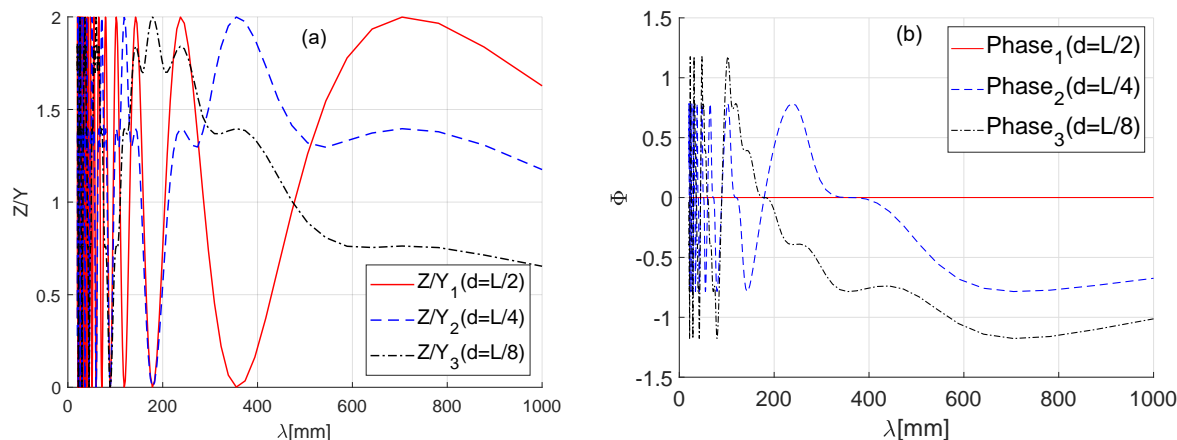 (a)
Z/Y
2
1.5
1
0.5
0
Z/Y₁(d=L/2)
Z/Y₂(d=L/4)
Z/Y₃(d=L/8)
0 200 400 600 800 1000
λ[mm]
(b)
Φ
1.5
1
0.5
0
-0.5
-1
-1.5
Phase₁(d=L/2)
Phase₂(d=L/4)
Phase₃(d=L/8)
0 200 400 600 800 1000
λ[mm]